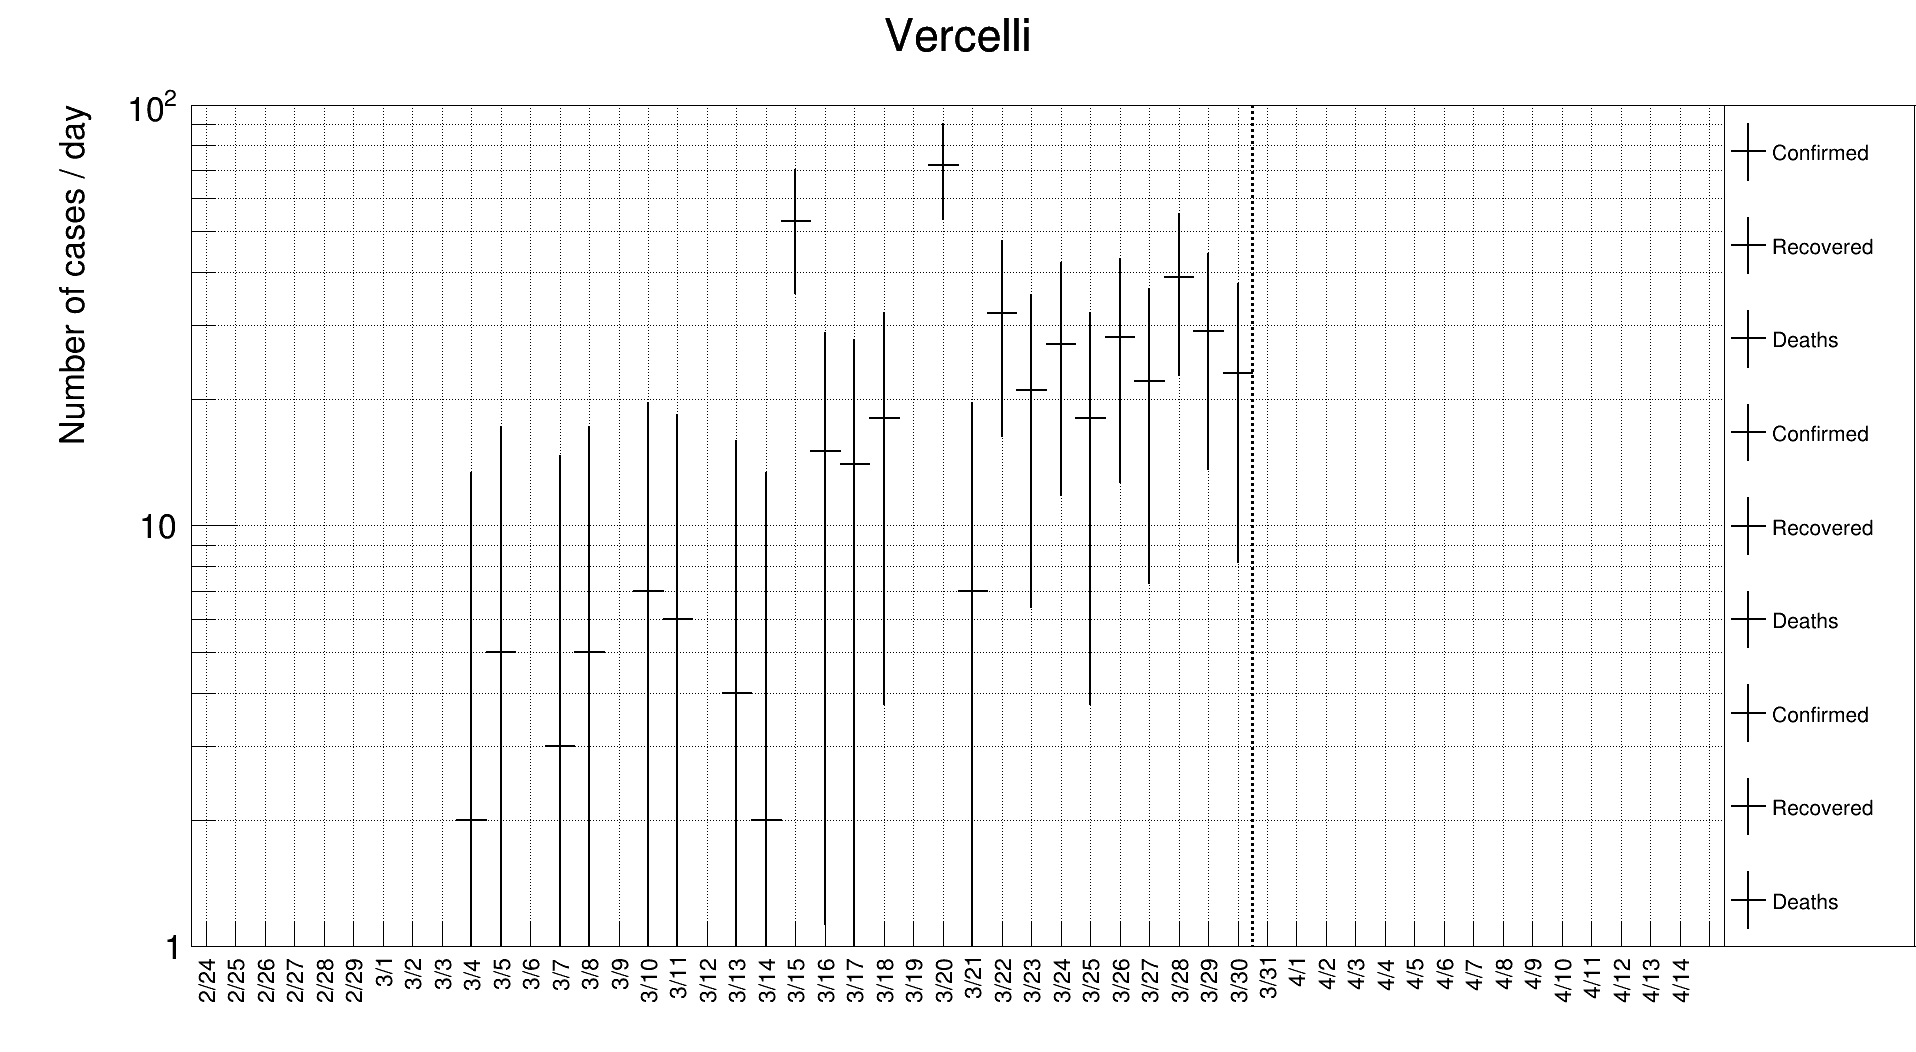 Vercelli
Number of cases / day
10²
10
1
2/24 2/25 2/26 2/27 2/28 2/29 3/1 3/2 3/3 3/4 3/5 3/6 3/7 3/8 3/9 3/10 3/11 3/12 3/13 3/14 3/15 3/16 3/17 3/18 3/19 3/20 3/21 3/22 3/23 3/24 3/25 3/26 3/27 3/28 3/29 3/30 3/31 4/1 4/2 4/3 4/4 4/5 4/6 4/7 4/8 4/9 4/10 4/11 4/12 4/13 4/14
Confirmed
Recovered
Deaths
Confirmed
Recovered
Deaths
Confirmed
Recovered
Deaths